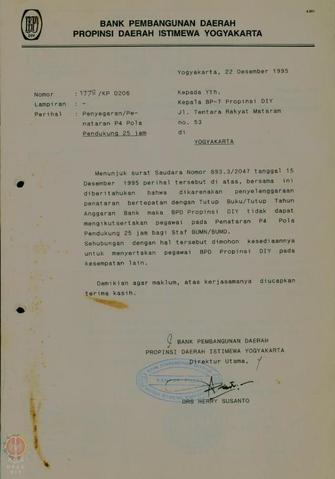 BANK PEMBANGUNAN DAERAH
PROPINSI DAERAH ISTIMEWA YOGYAKARTA
BPD
DIY
Yogyakarta, 22 Desember 1995
Nomor : 1778/KP 0206
Lampiran : -
Perihal : Penyegaran/Pe-
nataran P4 Pola
Pendukung 25 jam
Kepada Yth.
Kepala BP-7 Propinsi DIY
Jl. Tentara Rakyat Mataram
no. 53
di
YOGYAKARTA
Menunjuk surat Saudara Nomor 893.3/2047 tanggal 15
Desember 1995 perihal tersebut di atas, bersama ini
diberitahukan bahwa dikarenakan penyelenggaraan
penataran bertepatan dengan Tutup Buku/Tutup Tahun
Anggaran Bank maka BPD Propinsi DIY tidak dapat
mengikutsertakan pegawai pada Penataran P4 Pola
Pendukung 25 jam bagi Staf BUMN/BUMD.
Sehubungan dengan hal tersebut dimohon kesediaannya
untuk menyertakan pegawai BPD Propinsi DIY pada
kesempatan lain.
Demikian agar maklum, atas kerjasamanya diucapkan
terima kasih.
BANK PEMBANGUNAN DAERAH
PROPINSI DAERAH ISTIMEWA YOGYAKARTA
Direktur Utama,
DRS HERRY SUSANTO